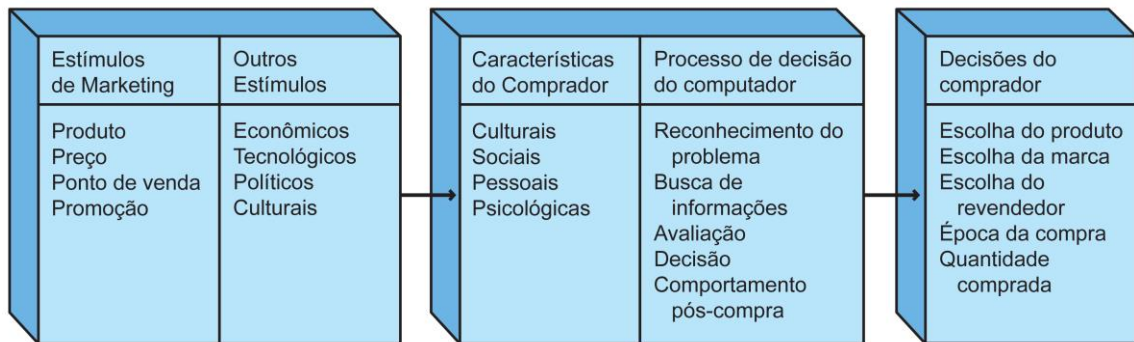 Estímulos
de Marketing
Produto
Preço
Ponto de venda
Promoção
Outros
Estímulos
Econômicos
Tecnológicos
Políticos
Culturais
Características
do Comprador
Culturais
Sociais
Pessoais
Psicológicas
Processo de decisão
do computador
Reconhecimento do
problema
Busca de
informações
Avaliação
Decisão
Comportamento
pós-compra
Decisões do
comprador
Escolha do produto
Escolha da marca
Escolha do
revendedor
Época da compra
Quantidade
comprada